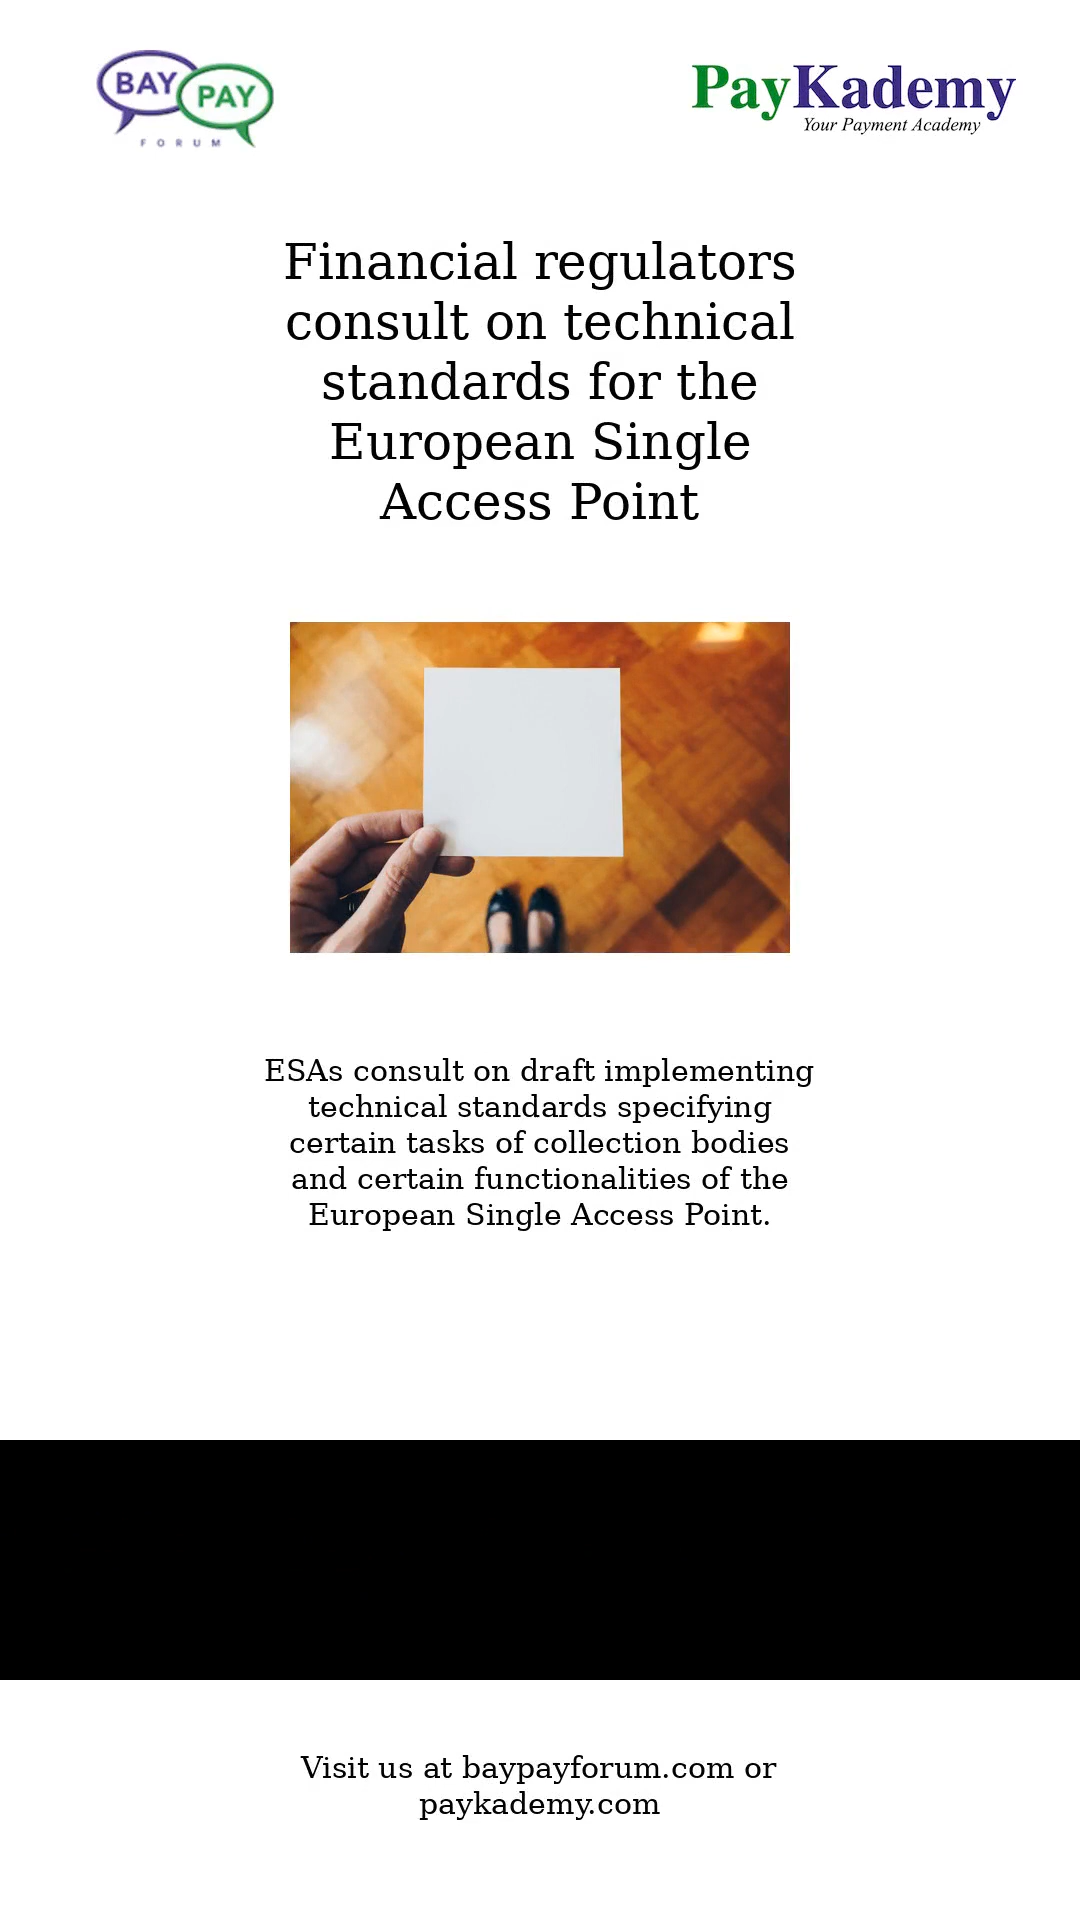 BAY PAY
FORUM
PayKademy
Your Payment Academy
Financial regulators
consult on technical
standards for the
European Single
Access Point
ESAs consult on draft implementing
technical standards specifying
certain tasks of collection bodies
and certain functionalities of the
European Single Access Point.
Visit us at baypayforum.com or
paykademy.com